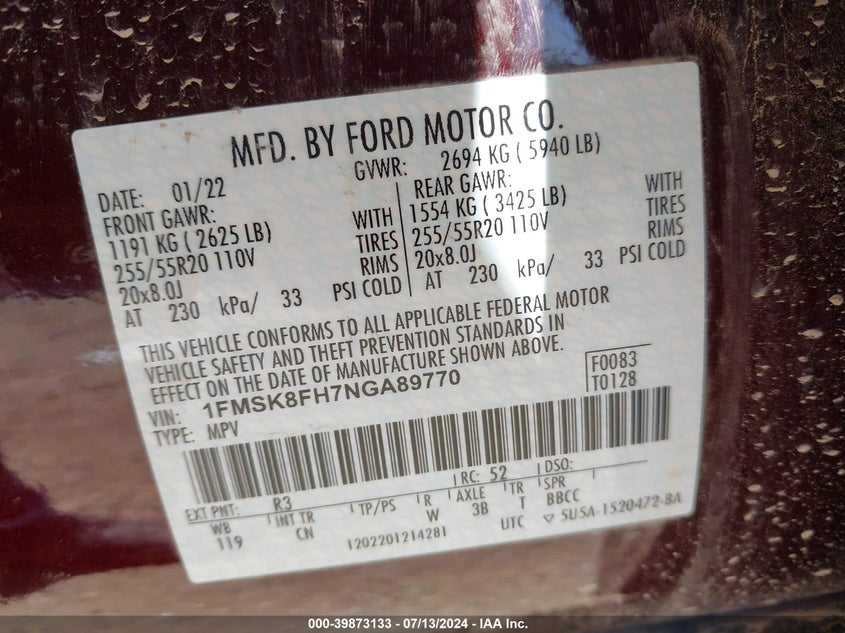 MFD. BY FORD MOTOR CO.
DATE: 01/22 GVWR: 2694 KG ( 5940 LB)
FRONT GAWR: REAR GAWR:
1191 KG ( 2625 LB) WITH 1554 KG ( 3425 LB) WITH
255/55R20 110V TIRES 255/55R20 110V TIRES
20x8.0J RIMS 20x8.0J RIMS
AT 230 kPa/ 33 PSI COLD AT 230 kPa/ 33 PSI COLD
THIS VEHICLE CONFORMS TO ALL APPLICABLE FEDERAL MOTOR
VEHICLE SAFETY AND THEFT PREVENTION STANDARDS IN
EFFECT ON THE DATE OF MANUFACTURE SHOWN ABOVE.
VIN: 1FMSK8FH7NGA89770 F0083
TYPE: MPV T0128
EXT PNT: R3 RC: 52 DSO:
WB INT TR TP/PS R AXLE TR SPR
119 CN W 3B T BBCC
1202201214281 UTC ▽ 5U5A-1520472-BA
000-39873133 - 07/13/2024 - IAA Inc.